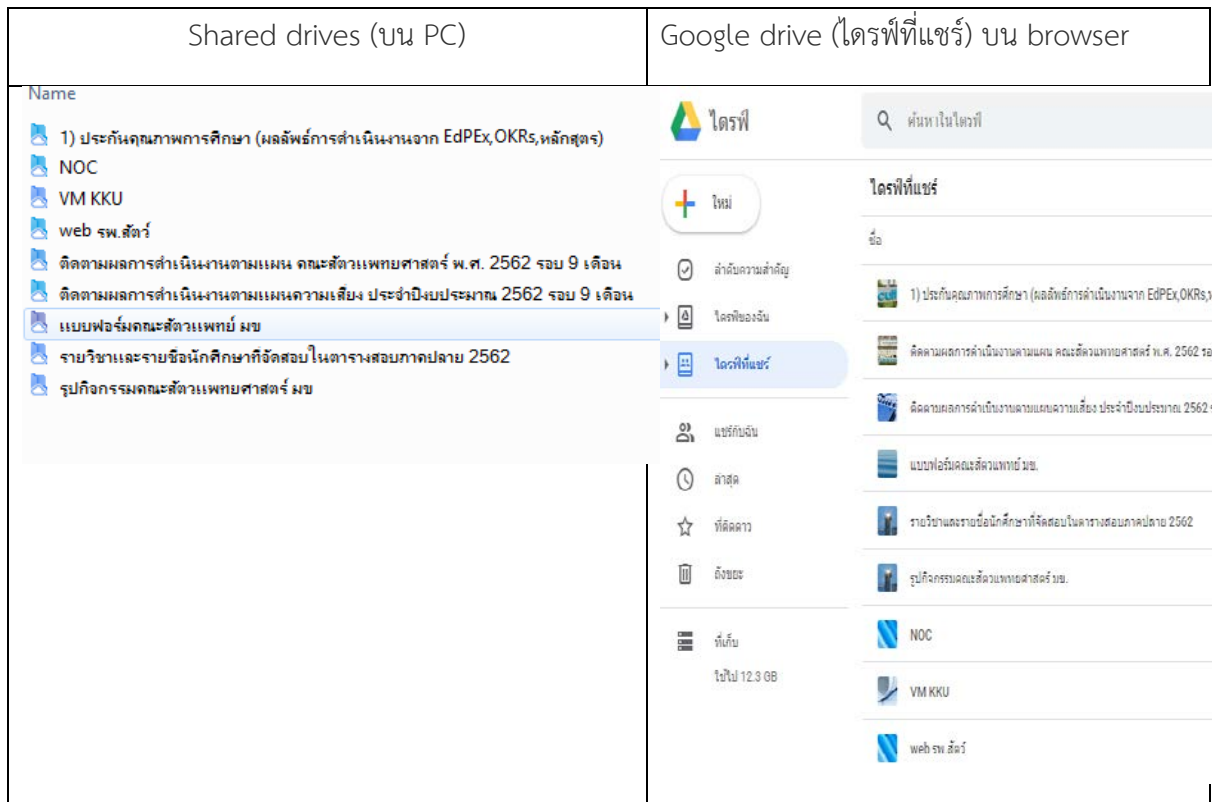 Shared drives (บน PC)
Google drive (ไดรฟ์ที่แชร์) บน browser
Name
1) ประกันคุณภาพการศึกษา (ผลลัพธ์การดำเนินงานจาก EdPEx,OKRs,หลักสูตร)
NOC
VM KKU
web รพ.สัตว์
ติดตามผลการดำเนินงานตามแผน คณะสัตวแพทยศาสตร์ พ.ศ. 2562 รอบ 9 เดือน
ติดตามผลการดำเนินงานตามแผนความเสี่ยง ประจำปีงบประมาณ 2562 รอบ 9 เดือน
แบบฟอร์มคณะสัตวแพทย์ มข
รายวิชาและรายชื่อนักศึกษาที่จัดสอบในตารางสอบภาคปลาย 2562
รูปกิจกรรมคณะสัตวแพทยศาสตร์ มข
ไดรฟ์
ค้นหาในไดรฟ์
ใหม่
ลำดับความสำคัญ
ไดรฟ์ของฉัน
ไดรฟ์ที่แชร์
แชร์กับฉัน
ล่าสุด
ที่ติดดาว
ถังขยะ
ที่เก็บ
ใช้ไป 12.3 GB
ไดรฟ์ที่แชร์
ชื่อ
1) ประกันคุณภาพการศึกษา (ผลลัพธ์การดำเนินงานจาก EdPEx,OKRs,
ติดตามผลการดำเนินงานตามแผน คณะสัตวแพทยศาสตร์ พ.ศ. 2562 รอ
ติดตามผลการดำเนินงานตามแผนความเสี่ยง ประจำปีงบประมาณ 2562
แบบฟอร์มคณะสัตวแพทย์ มข.
รายวิชาและรายชื่อนักศึกษาที่จัดสอบในตารางสอบภาคปลาย 2562
รูปกิจกรรมคณะสัตวแพทยศาสตร์ มข.
NOC
VM KKU
web รพ.สัตว์